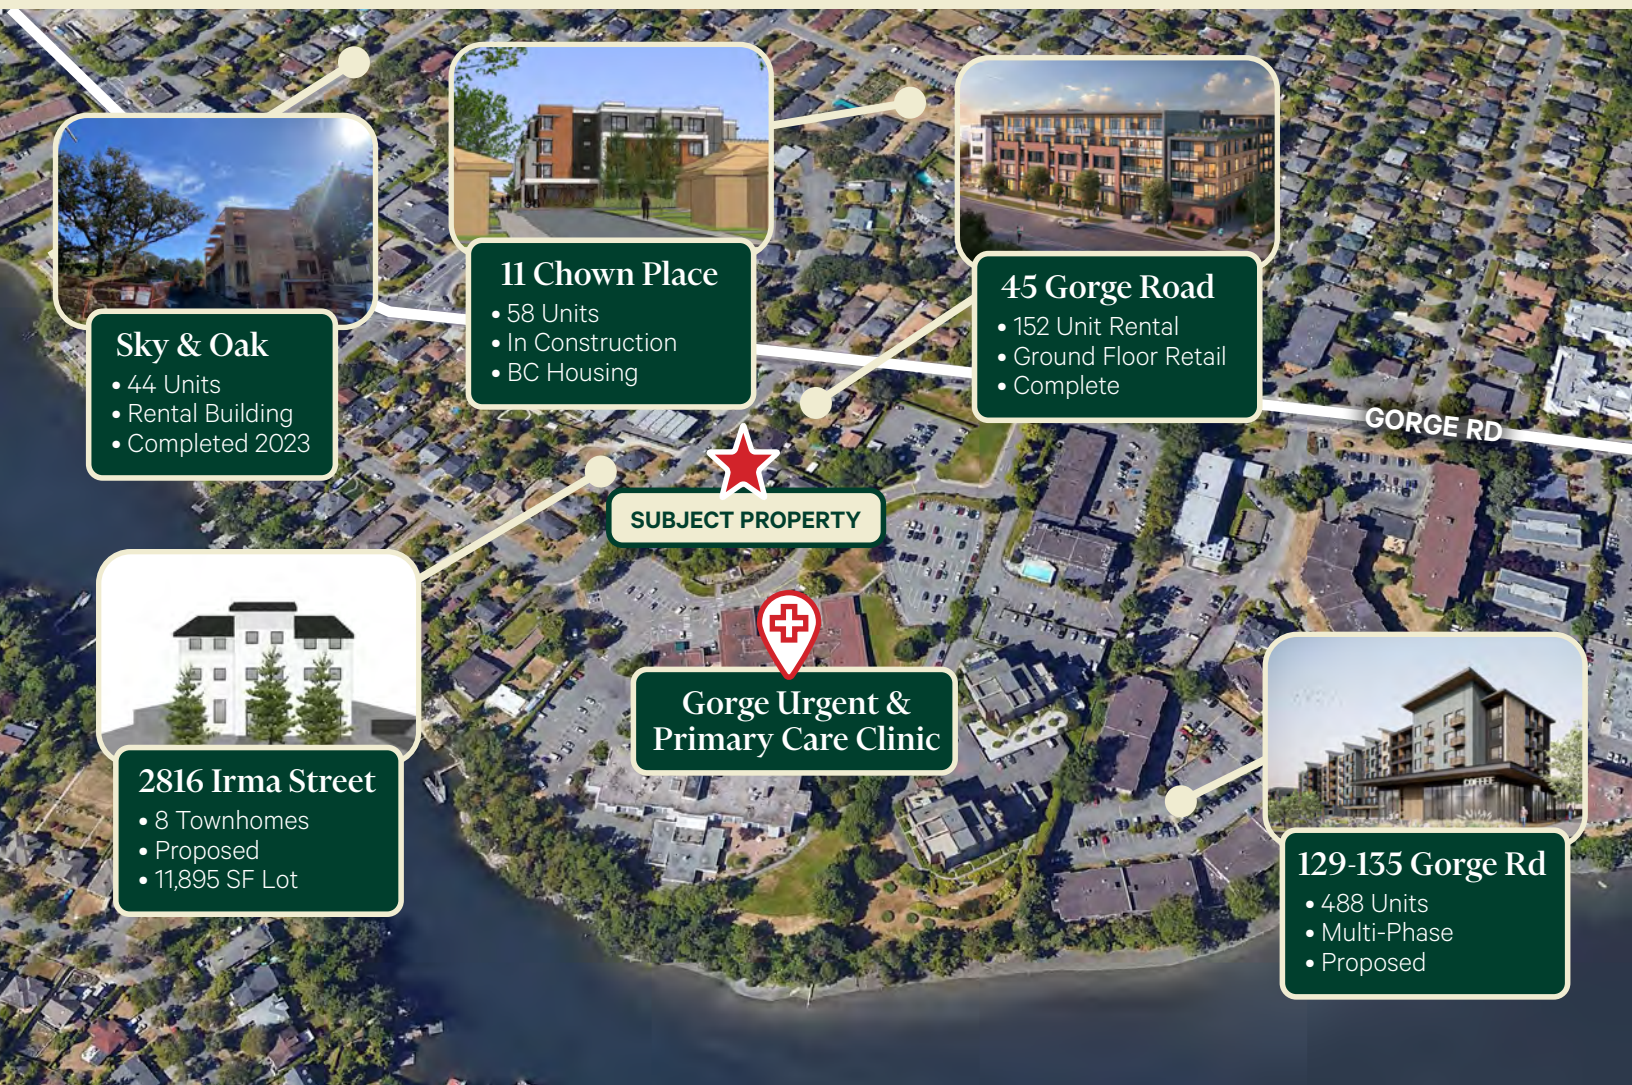 Sky & Oak
• 44 Units
• Rental Building
• Completed 2023
11 Chown Place
• 58 Units
• In Construction
• BC Housing
45 Gorge Road
• 152 Unit Rental
• Ground Floor Retail
• Complete
GORGE RD
SUBJECT PROPERTY
Gorge Urgent &
Primary Care Clinic
2816 Irma Street
• 8 Townhomes
• Proposed
• 11,895 SF Lot
COFFEE
129-135 Gorge Rd
• 488 Units
• Multi-Phase
• Proposed